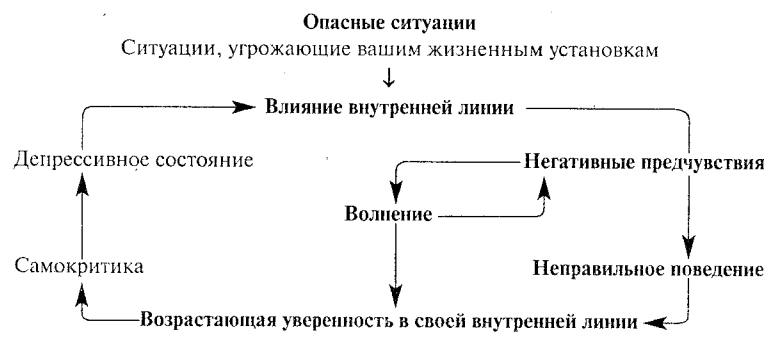 Опасные ситуации
Ситуации, угрожающие вашим жизненным установкам
Влияние внутренней линии
Депрессивное состояние
Негативные предчувствия
Волнение
Самокритика
Неправильное поведение
Возрастающая уверенность в своей внутренней линии